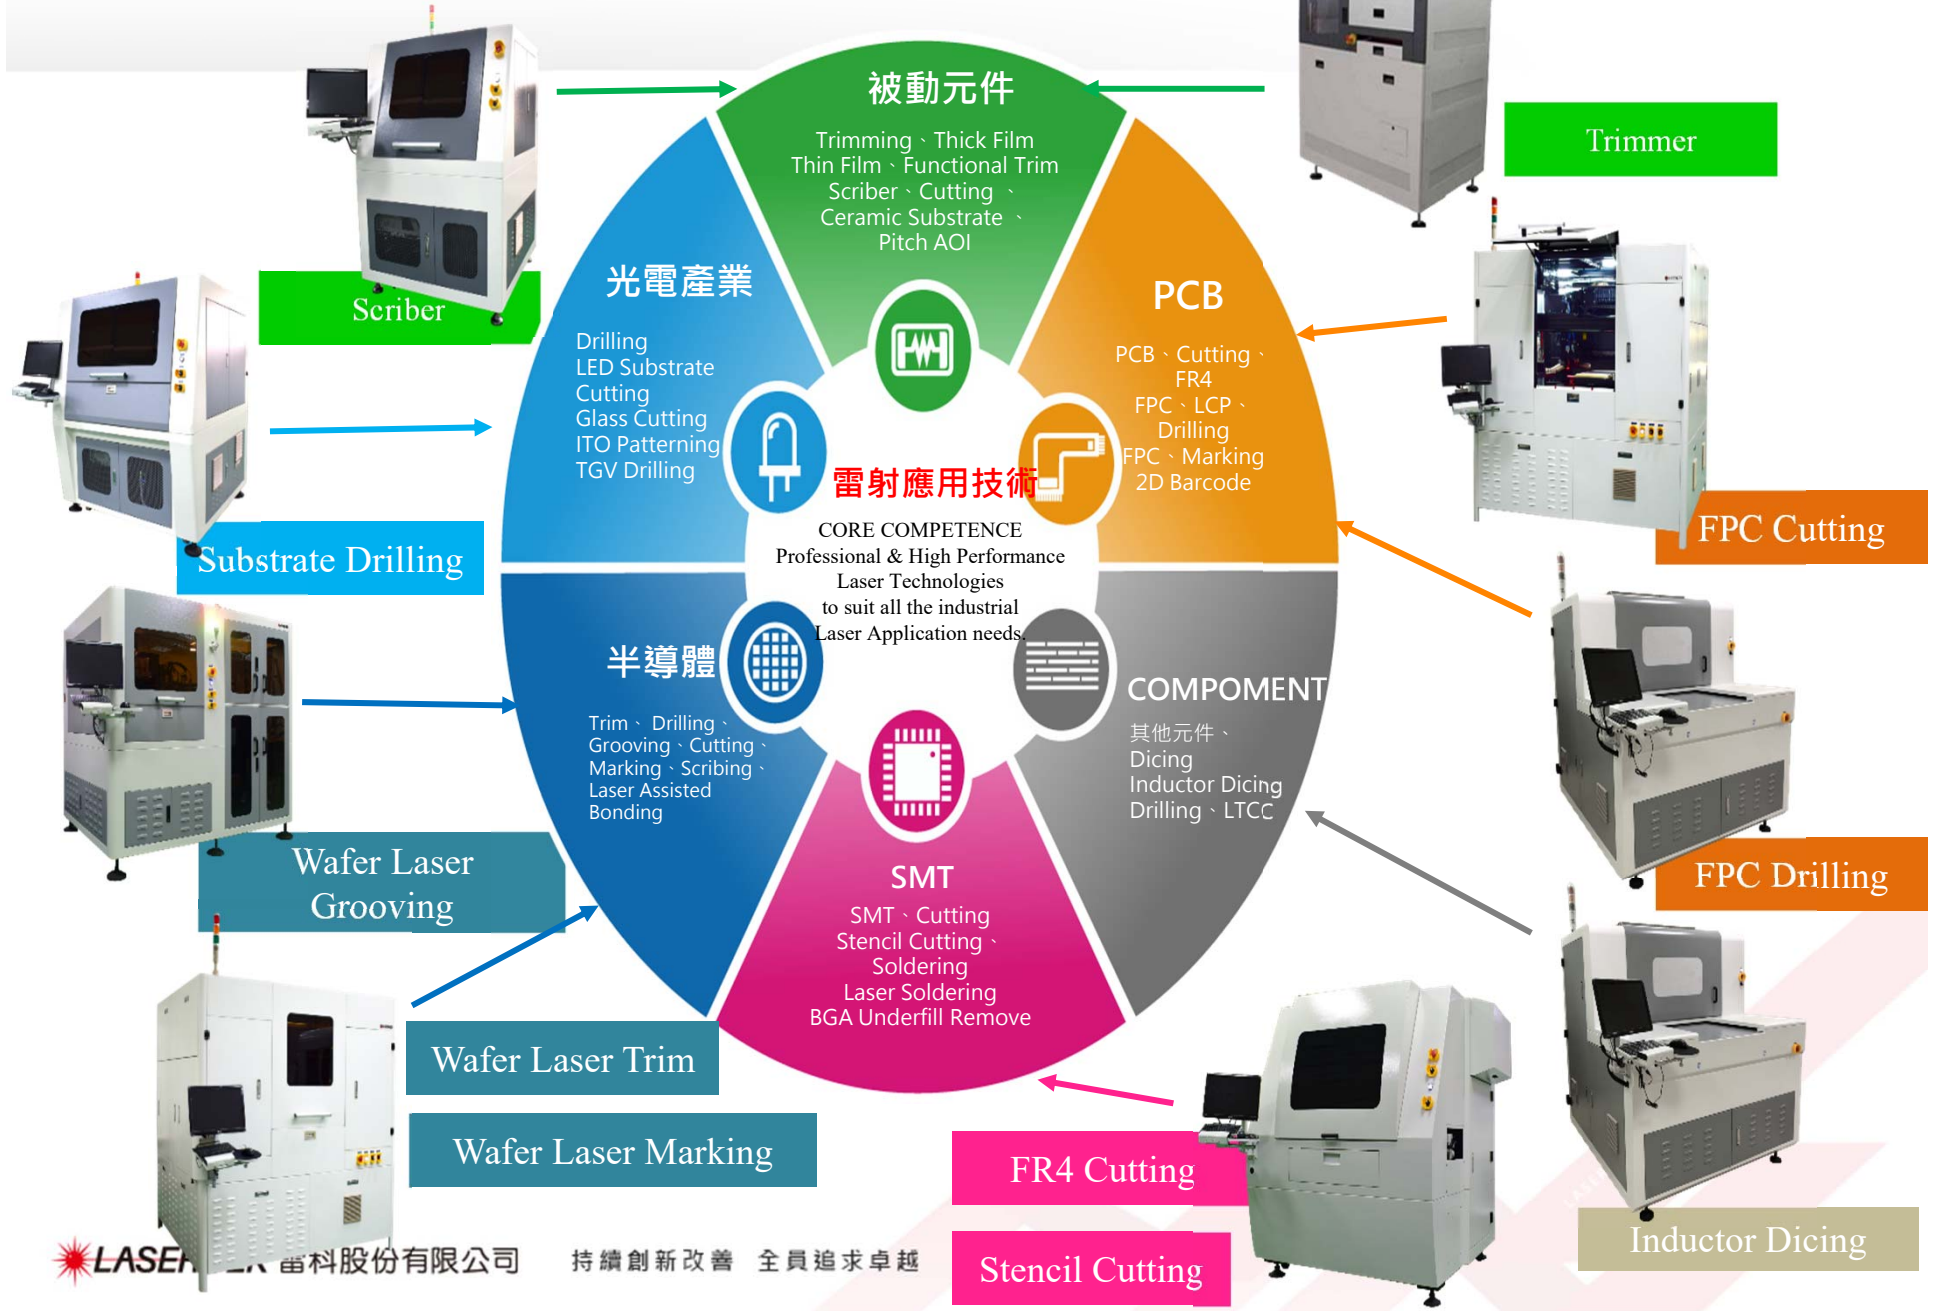 被動元件
Trimming、Thick Film
Thin Film、Functional Trim
Scriber、Cutting 、
Ceramic Substrate 、
Pitch AOI
Trimmer
Scriber
光電產業
Drilling
LED Substrate
Cutting
Glass Cutting
ITO Patterning
TGV Drilling
PCB
PCB、Cutting、
FR4
FPC、LCP、
Drilling
FPC、Marking
2D Barcode
雷射應用技術
CORE COMPETENCE
Professional & High Performance
Laser Technologies
to suit all the industrial
Laser Application needs.
Substrate Drilling
FPC Cutting
半導體
Trim、 Drilling、
Grooving、Cutting、
Marking、Scribing、
Laser Assisted
Bonding
COMPOMENT
其他元件、
Dicing
Inductor Dicing
Drilling、LTCC
SMT
SMT、Cutting
Stencil Cutting、
Soldering
Laser Soldering
BGA Underfill Remove
Wafer Laser
Grooving
FPC Drilling
Wafer Laser Trim
Wafer Laser Marking
FR4 Cutting
Stencil Cutting
Inductor Dicing
雷科股份有限公司
持續創新改善 全員追求卓越